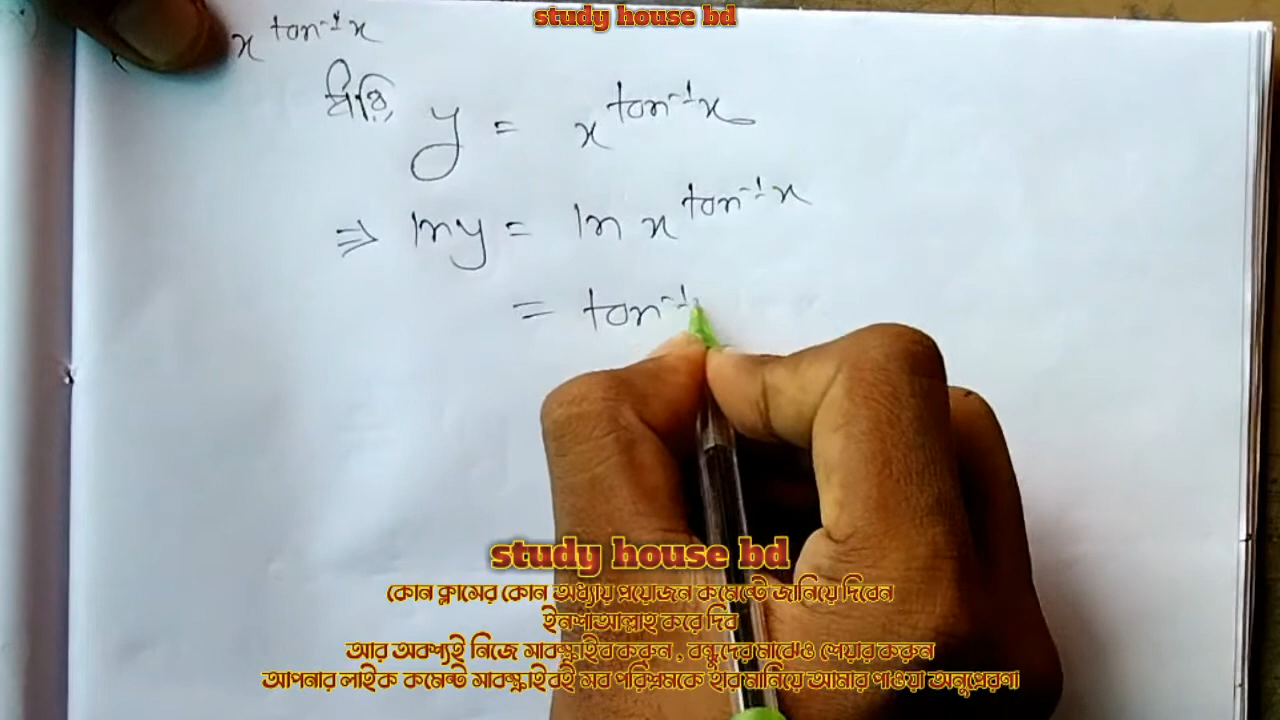 study house bd
x^tan⁻¹x
ধরি, y = x^tan⁻¹x
⇒ ln y = ln x^tan⁻¹x
= tan⁻¹
study house bd
কোন ক্লাসের কোন অধ্যায় প্রয়োজন কমেন্টে জানিয়ে দিবেন
ইনশাআল্লাহ করে দিব
আর অবশ্যই নিজে সাবস্ক্রাইব করুন , বন্ধুদের মাঝেও শেয়ার করুন
আপনার লাইক কমেন্ট সাবস্ক্রাইবই সব পরিশ্রমকে হার মানিয়ে আমার পাওয়া অনুপ্রেরণা